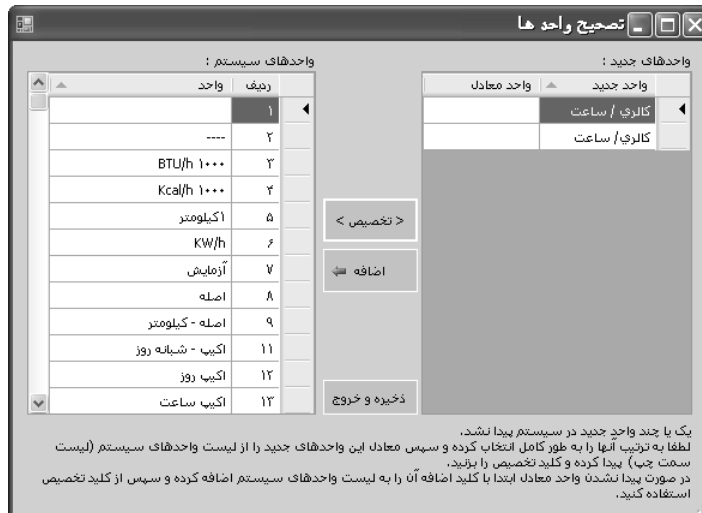 تصحیح واحد ها
واحدهای جدید :
واحد جدید واحد معادل
کالري / ساعت
کالري/ ساعت
< تخصیص >
اضافه
ذخیره و خروج
واحدهای سیستم :
ردیف واحد
۱
۲ ----
۳ BTU/h ۱۰۰۰
۴ Kcal/h ۱۰۰۰
۵ ۱کیلومتر
۶ KW/h
۷ آزمایش
۸ اصله
۹ اصله - کیلومتر
۱۱ اکیپ - شبانه روز
۱۲ اکیپ روز
۱۳ اکیپ ساعت
یک یا چند واحد جدید در سیستم پیدا نشد.
لطفا به ترتیب آنها را به طور کامل انتخاب کرده و سپس معادل این واحدهای جدید را از لیست واحدهای سیستم (لیست
سمت چپ) پیدا کرده و کلید تخصیص را بزنید.
در صورت پیدا نشدن واحد معادل ابتدا با کلید اضافه آن را به لیست واحدهای سیستم اضافه کرده و سپس از کلید تخصیص
استفاده کنید.